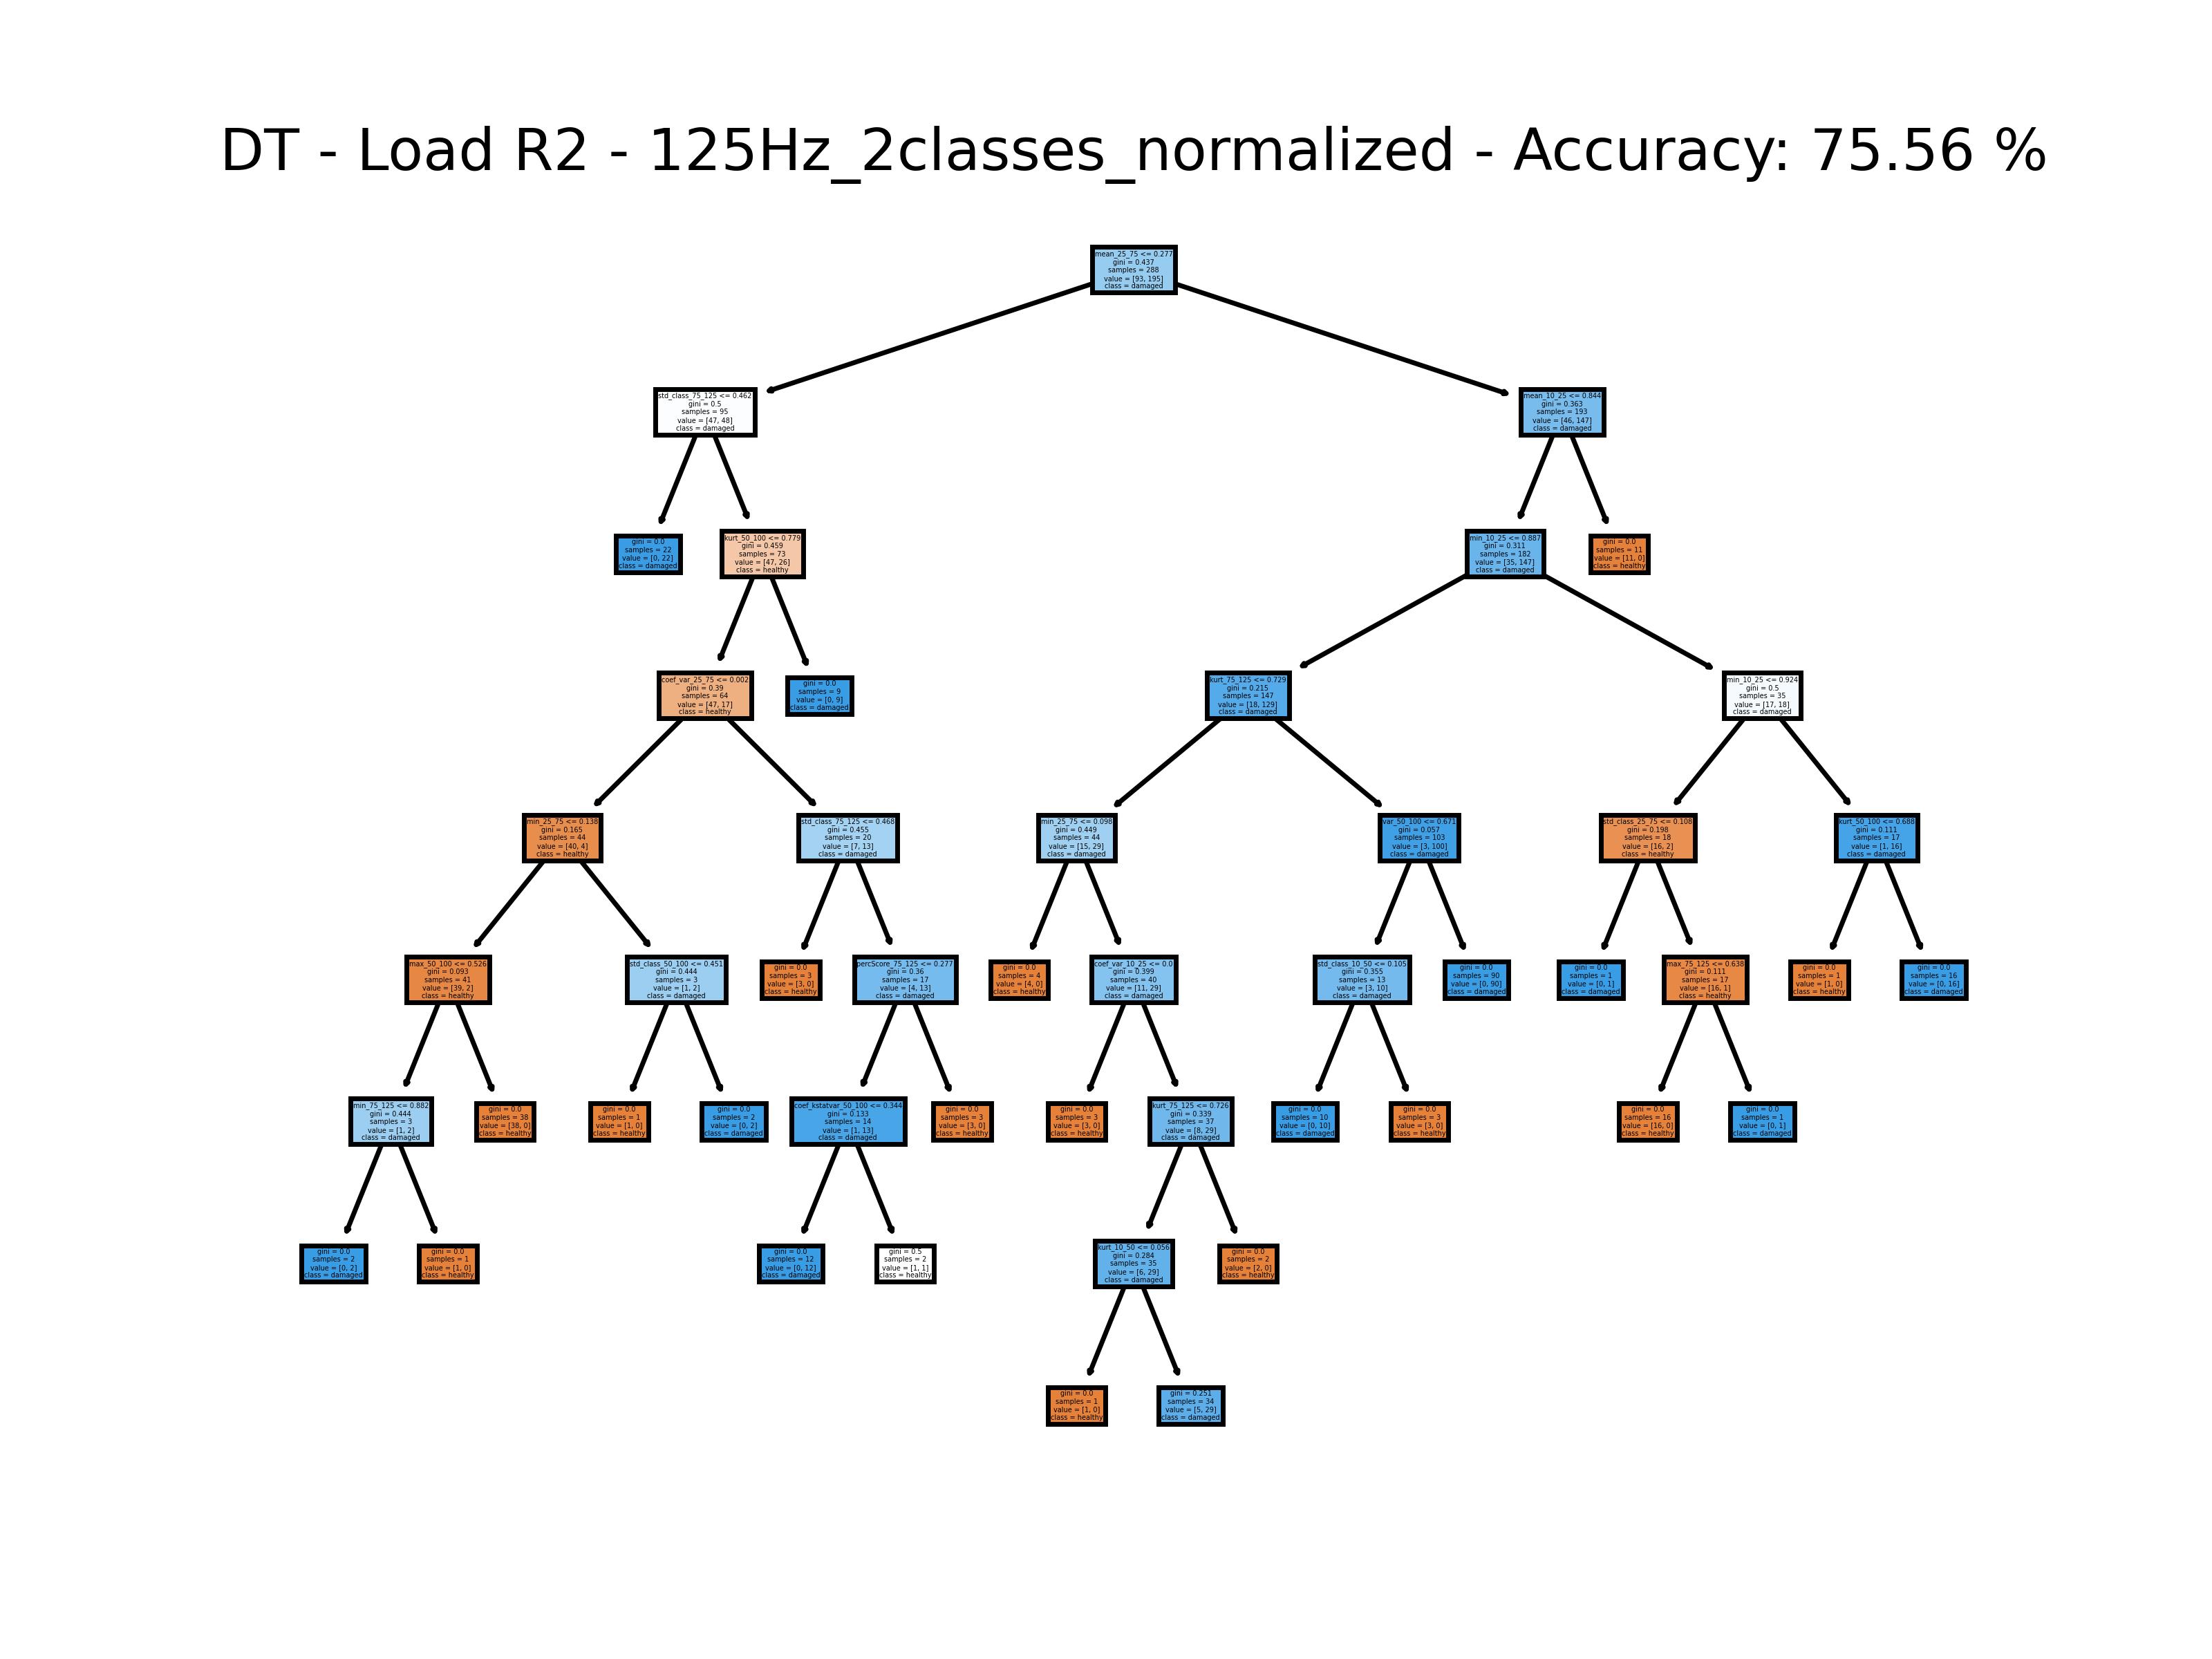 DT - Load R2 - 125Hz_2classes_normalized - Accuracy: 75.56 %
mean_25_75 <= 0.277
gini = 0.437
samples = 288
value = [93, 195]
class = damaged
std_class_75_125 <= 0.462
gini = 0.5
samples = 95
value = [47, 48]
class = damaged
mean_10_25 <= 0.844
gini = 0.363
samples = 193
value = [46, 147]
class = damaged
gini = 0.0
samples = 22
value = [0, 22]
class = damaged
kurt_50_100 <= 0.779
gini = 0.459
samples = 73
value = [47, 26]
class = healthy
min_10_25 <= 0.887
gini = 0.311
samples = 182
value = [35, 147]
class = damaged
gini = 0.0
samples = 11
value = [11, 0]
class = healthy
coef_var_25_75 <= 0.002
gini = 0.39
samples = 64
value = [47, 17]
class = healthy
gini = 0.0
samples = 9
value = [0, 9]
class = damaged
kurt_75_125 <= 0.729
gini = 0.215
samples = 147
value = [18, 129]
class = damaged
min_10_25 <= 0.924
gini = 0.5
samples = 35
value = [17, 18]
class = damaged
min_25_75 <= 0.138
gini = 0.165
samples = 44
value = [40, 4]
class = healthy
std_class_75_125 <= 0.468
gini = 0.455
samples = 20
value = [7, 13]
class = damaged
min_25_75 <= 0.098
gini = 0.449
samples = 44
value = [15, 29]
class = damaged
var_50_100 <= 0.671
gini = 0.057
samples = 103
value = [3, 100]
class = damaged
std_class_25_75 <= 0.108
gini = 0.198
samples = 18
value = [16, 2]
class = healthy
kurt_50_100 <= 0.688
gini = 0.111
samples = 17
value = [1, 16]
class = damaged
max_50_100 <= 0.526
gini = 0.093
samples = 41
value = [39, 2]
class = healthy
std_class_50_100 <= 0.451
gini = 0.444
samples = 3
value = [1, 2]
class = damaged
gini = 0.0
samples = 3
value = [3, 0]
class = healthy
percScore_75_125 <= 0.277
gini = 0.36
samples = 17
value = [4, 13]
class = damaged
gini = 0.0
samples = 4
value = [4, 0]
class = healthy
coef_var_10_25 <= 0.0
gini = 0.399
samples = 40
value = [11, 29]
class = damaged
std_class_10_50 <= 0.105
gini = 0.355
samples = 13
value = [3, 10]
class = damaged
gini = 0.0
samples = 90
value = [0, 90]
class = damaged
gini = 0.0
samples = 1
value = [0, 1]
class = damaged
max_75_125 <= 0.638
gini = 0.111
samples = 17
value = [16, 1]
class = healthy
gini = 0.0
samples = 1
value = [1, 0]
class = healthy
gini = 0.0
samples = 16
value = [0, 16]
class = damaged
min_75_125 <= 0.882
gini = 0.444
samples = 3
value = [1, 2]
class = damaged
gini = 0.0
samples = 38
value = [38, 0]
class = healthy
gini = 0.0
samples = 1
value = [1, 0]
class = healthy
gini = 0.0
samples = 2
value = [0, 2]
class = damaged
coef_kstatvar_50_100 <= 0.344
gini = 0.133
samples = 14
value = [1, 13]
class = damaged
gini = 0.0
samples = 3
value = [3, 0]
class = healthy
gini = 0.0
samples = 3
value = [3, 0]
class = healthy
kurt_75_125 <= 0.726
gini = 0.339
samples = 37
value = [8, 29]
class = damaged
gini = 0.0
samples = 10
value = [0, 10]
class = damaged
gini = 0.0
samples = 3
value = [3, 0]
class = healthy
gini = 0.0
samples = 16
value = [16, 0]
class = healthy
gini = 0.0
samples = 1
value = [0, 1]
class = damaged
gini = 0.0
samples = 2
value = [0, 2]
class = damaged
gini = 0.0
samples = 1
value = [1, 0]
class = healthy
gini = 0.0
samples = 12
value = [0, 12]
class = damaged
gini = 0.5
samples = 2
value = [1, 1]
class = healthy
kurt_10_50 <= 0.056
gini = 0.284
samples = 35
value = [6, 29]
class = damaged
gini = 0.0
samples = 2
value = [2, 0]
class = healthy
gini = 0.0
samples = 1
value = [1, 0]
class = healthy
gini = 0.251
samples = 34
value = [5, 29]
class = damaged